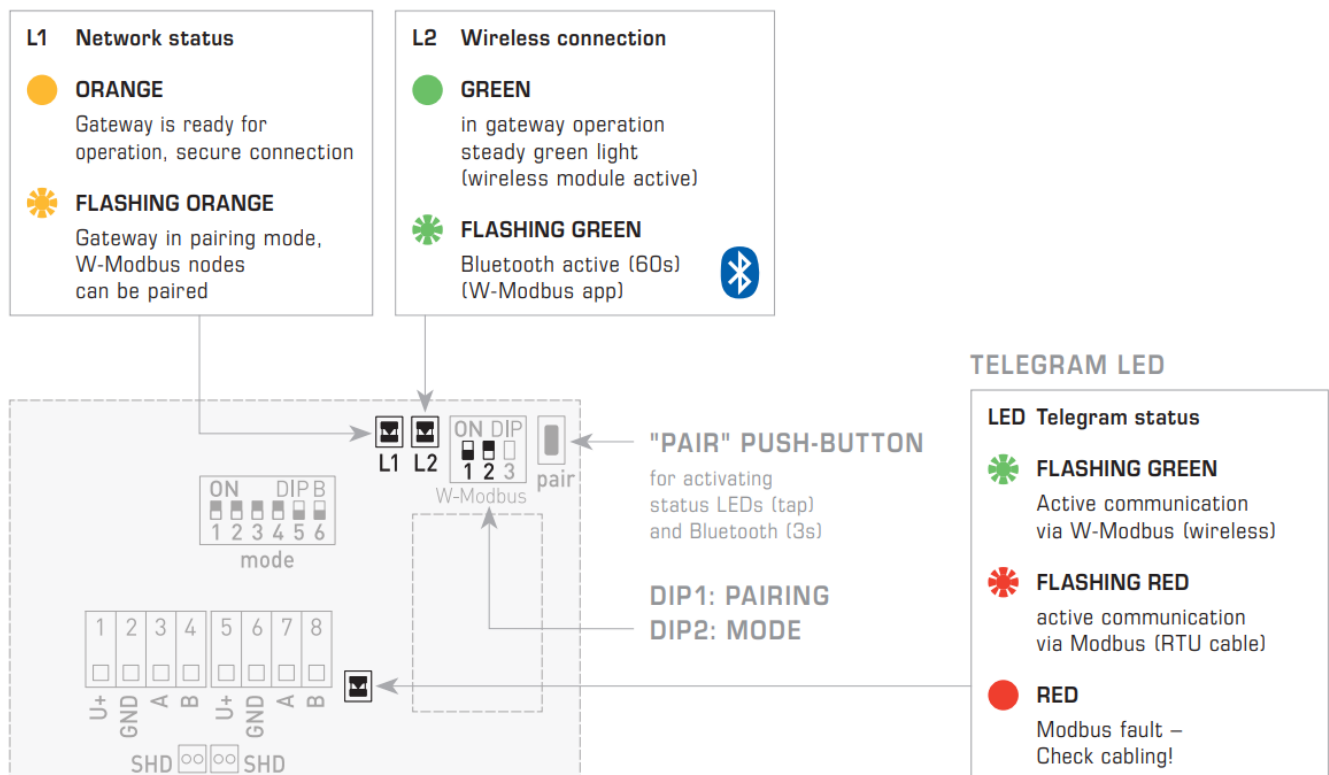 L1 Network status
ORANGE
Gateway is ready for
operation, secure connection
FLASHING ORANGE
Gateway in pairing mode,
W-Modbus nodes
can be paired
L2 Wireless connection
GREEN
in gateway operation
steady green light
(wireless module active)
FLASHING GREEN
Bluetooth active (60s)
(W-Modbus app)
TELEGRAM LED
LED Telegram status
FLASHING GREEN
Active communication
via W-Modbus (wireless)
FLASHING RED
active communication
via Modbus (RTU cable)
RED
Modbus fault –
Check cabling!
L1 L2
ON DIP
1 2 3
W-Modbus
pair
"PAIR" PUSH-BUTTON
for activating
status LEDs (tap)
and Bluetooth (3s)
DIP1: PAIRING
DIP2: MODE
ON DIP B
1 2 3 4 5 6
mode
1 2 3 4 5 6 7 8
U+ GND A B U+ GND A B
SHD SHD